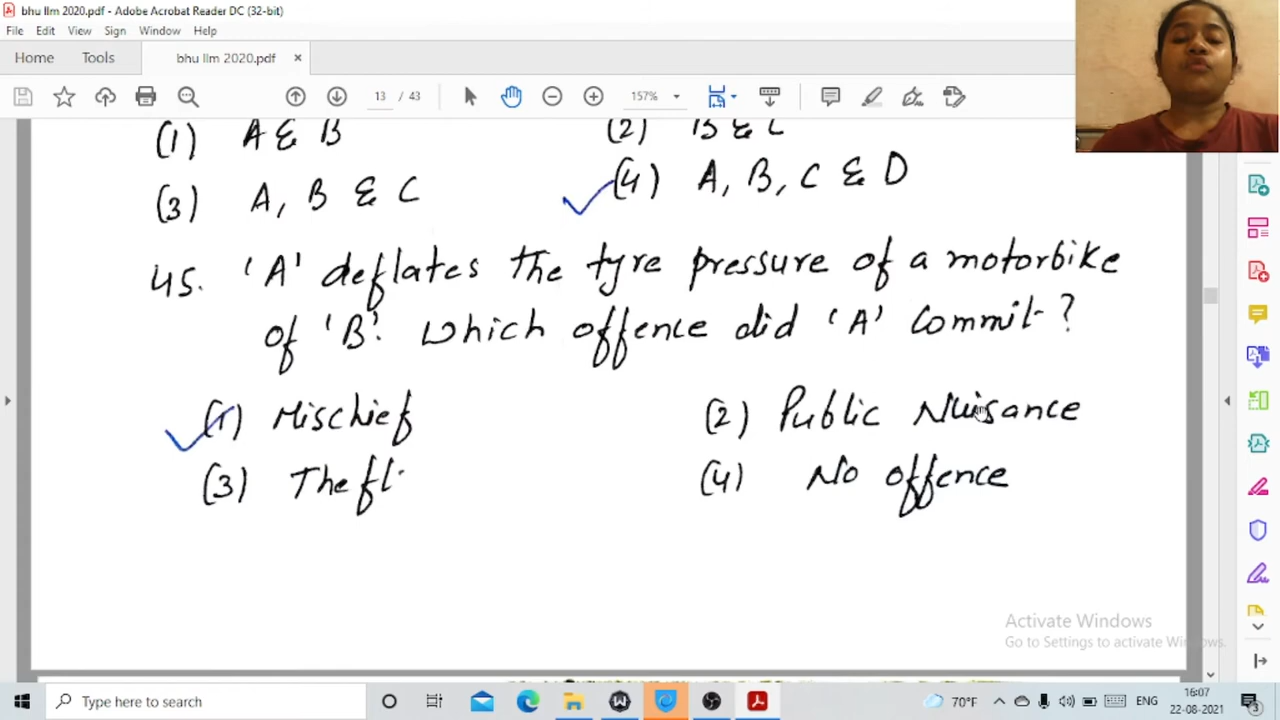 bhu llm 2020.pdf - Adobe Acrobat Reader DC (32-bit)
File Edit View Sign Window Help
Home Tools bhu llm 2020.pdf ×
13 / 43 157%
(1) A & B (2) B & C
(3) A, B & C (4) A, B, C & D
45. 'A' deflates the tyre pressure of a motorbike
of 'B'. Which offence did 'A' Commit?
(1) Mischief (2) Public Nuisance
(3) Theft (4) No offence
Activate Windows
Go to Settings to activate Windows.
Type here to search 70°F ENG 16:07
22-08-2021 3